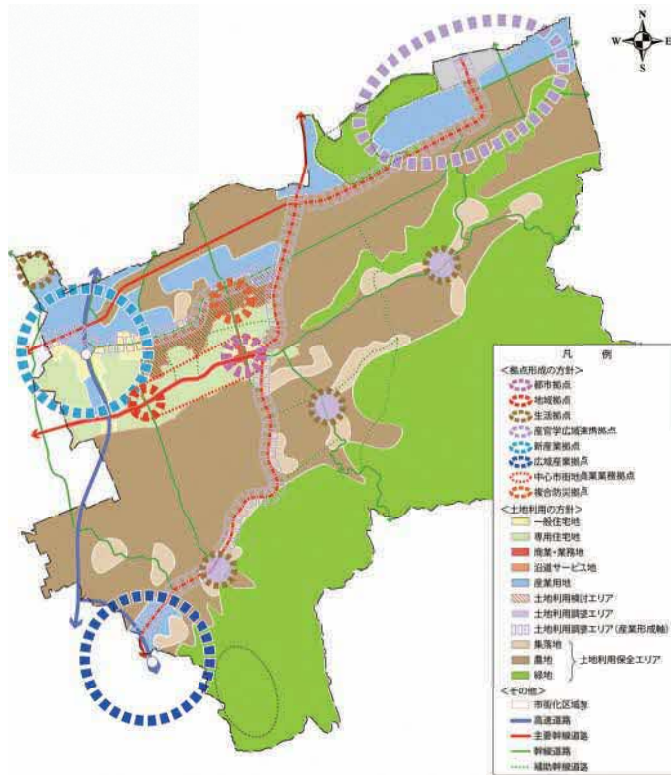 N
W E
S
凡 例
<拠点形成の方針>
都市拠点
地域拠点
生活拠点
産官学広域連携拠点
新産業拠点
広域産業拠点
中心市街地商業業務拠点
複合防災拠点
<土地利用の方針>
一般住宅地
専用住宅地
商業・業務地
沿道サービス地
産業用地
土地利用検討エリア
土地利用調整エリア
土地利用調整エリア(産業形成軸)
集落地
農地 土地利用保全エリア
緑地
<その他>
市街化区域
高速道路
主要幹線道路
幹線道路
補助幹線道路